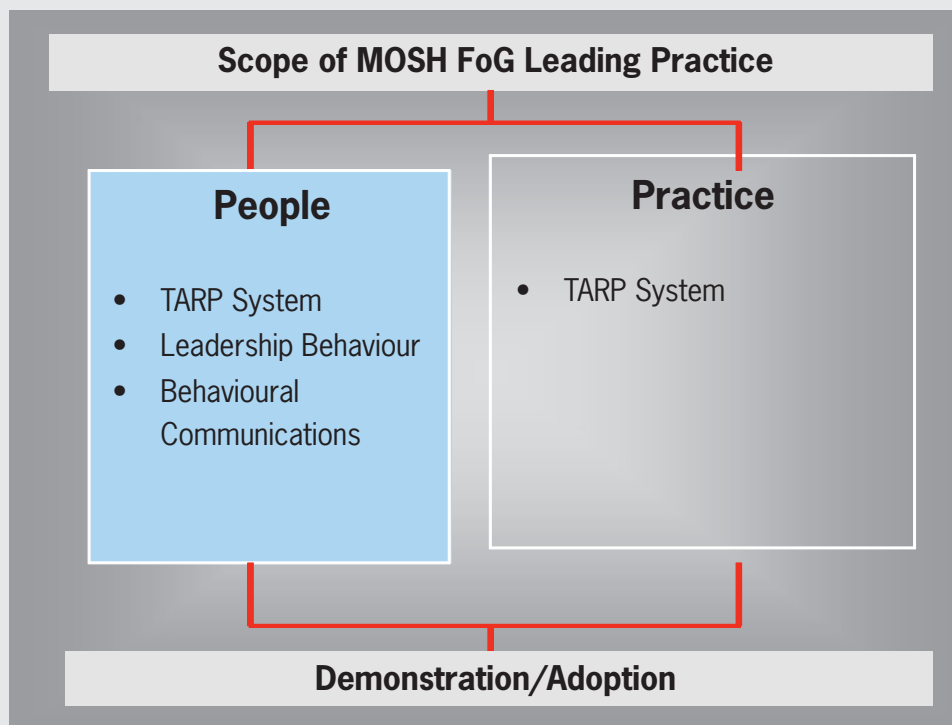 Scope of MOSH FoG Leading Practice
People
• TARP System
• Leadership Behaviour
• Behavioural
Communications
Practice
• TARP System
Demonstration/Adoption